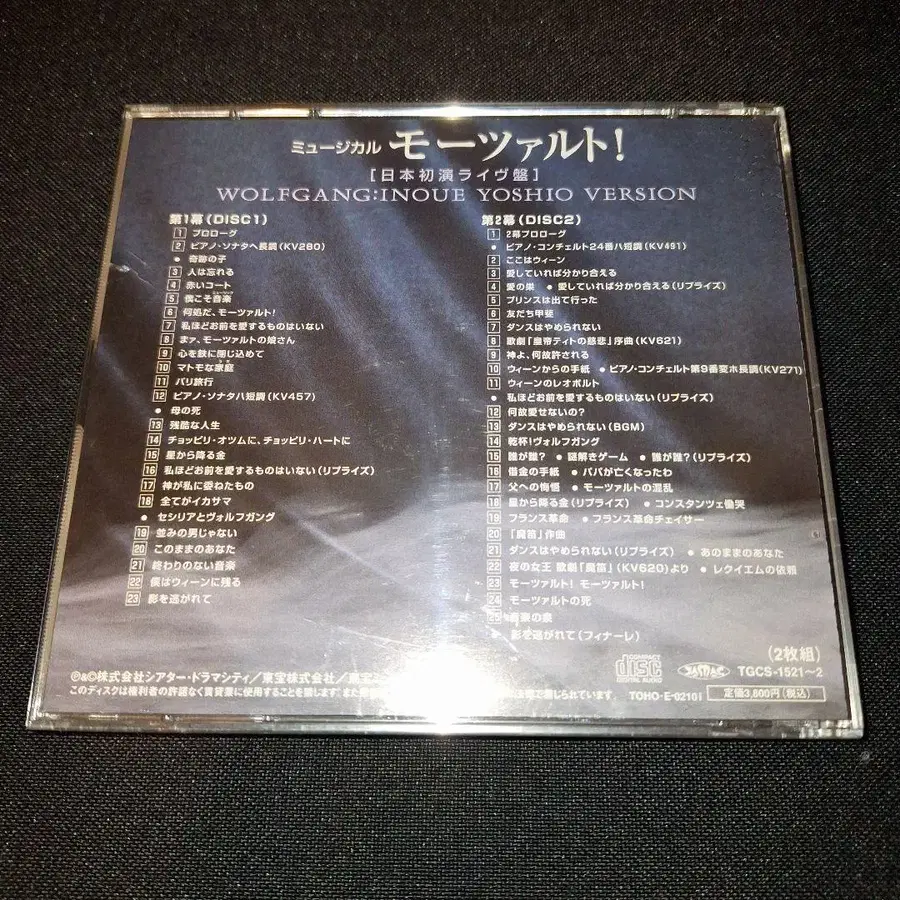 ミュージカル モーツァルト!
[日本初演ライヴ盤]
WOLFGANG:INOUE YOSHIO VERSION
第1幕(DISC1)
1 プロローグ
2 ピアノ・ソナタヘ長調(KV280)
● 奇跡の子
3 人は忘れる
4 赤いコート
5 僕こそ音楽
6 何処だ、モーツァルト!
7 私ほどお前を愛するものはいない
8 まァ、モーツァルトの娘さん
9 心を鉄に閉じ込めて
10 マトモな家庭
11 パリ旅行
12 ピアノ・ソナタハ短調(KV457)
● 母の死
13 残酷な人生
14 チョッピリ・オツムに、チョッピリ・ハートに
15 星から降る金
16 私ほどお前を愛するものはいない(リプライズ)
17 神が私に委ねたもの
18 全てがイカサマ
● セシリアとヴォルフガング
19 並みの男じゃない
20 このままのあなた
21 終わりのない音楽
22 僕はウィーンに残る
23 影を逃がれて
第2幕(DISC2)
1 2幕プロローグ
● ピアノ・コンチェルト24番ハ短調(KV491)
2 ここはウィーン
3 愛していれば分かり合える
4 愛の巣 ● 愛していれば分かり合える(リプライズ)
5 プリンスは出て行った
6 友だち甲斐
7 ダンスはやめられない
8 歌劇「皇帝ティトの慈悲」序曲(KV621)
9 神よ、何故許される
10 ウィーンからの手紙 ● ピアノ・コンチェルト第9番変ホ長調(KV271)
11 ウィーンのレオポルト
● 私ほどお前を愛するものはいない(リプライズ)
12 何故愛せないの?
13 ダンスはやめられない(BGM)
14 乾杯!ヴォルフガング
15 誰が誰? ● 謎解きゲーム ● 誰が誰?(リプライズ)
16 借金の手紙 ● パパが亡くなったわ
17 父への悔悟 ● モーツァルトの混乱
18 星から降る金(リプライズ) ● コンスタンツェ慟哭
19 フランス革命 ● フランス革命チェイサー
20 「魔笛」作曲
21 ダンスはやめられない(リプライズ) ● あのままのあなた
22 夜の女王 歌劇「魔笛」(KV620)より ● レクイエムの依頼
23 モーツァルト! モーツァルト!
24 モーツァルトの死
25 音楽の泉
● 影を逃がれて(フィナーレ)
(2枚組)
COMPACT disc DIGITAL AUDIO
JASRAC
TGCS-1521〜2
℗&©株式会社シアター・ドラマシティ/東宝株式会社/東宝
このディスクは権利者の許諾なく賃貸業に使用することを禁じます。また
で禁じられています。
TOHO-E-02101
定価3,800円(税込)